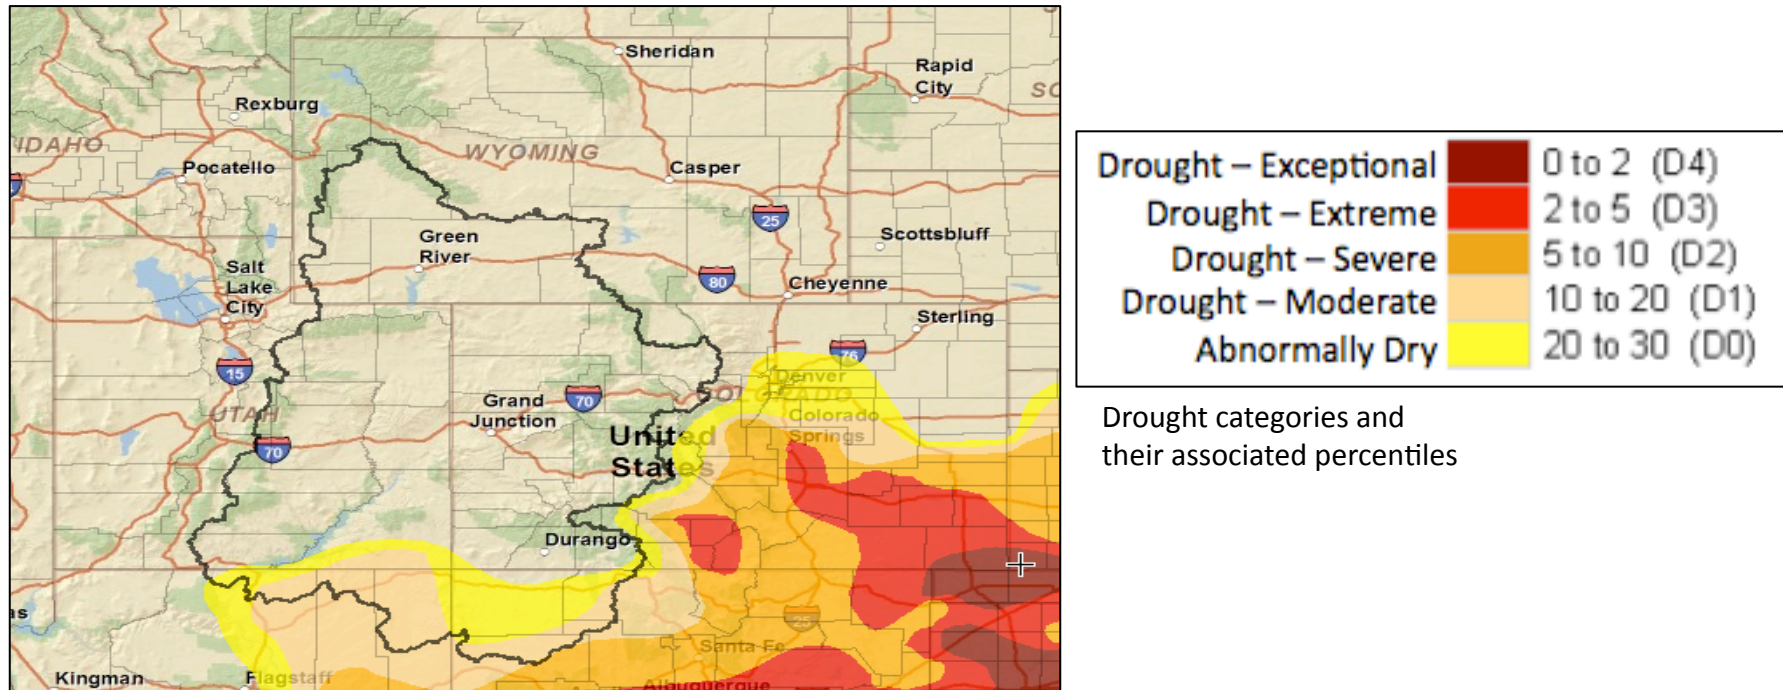 Sheridan
Rapid
City
SO
Rexburg
IDAHO
WYOMING
Pocatello
Casper
25
Green
River
Scottsbluff
Salt
Lake
City
80
Cheyenne
Sterling
76
15
Denver
COLORADO
UTAH
Grand
Junction
70
Colorado
Springs
70
United
States
Durango
as
25
Santa Fe
Kingman
Flagstaff
Albuquerque
Drought – Exceptional 0 to 2 (D4)
Drought – Extreme 2 to 5 (D3)
Drought – Severe 5 to 10 (D2)
Drought – Moderate 10 to 20 (D1)
Abnormally Dry 20 to 30 (D0)
Drought categories and
their associated percentiles